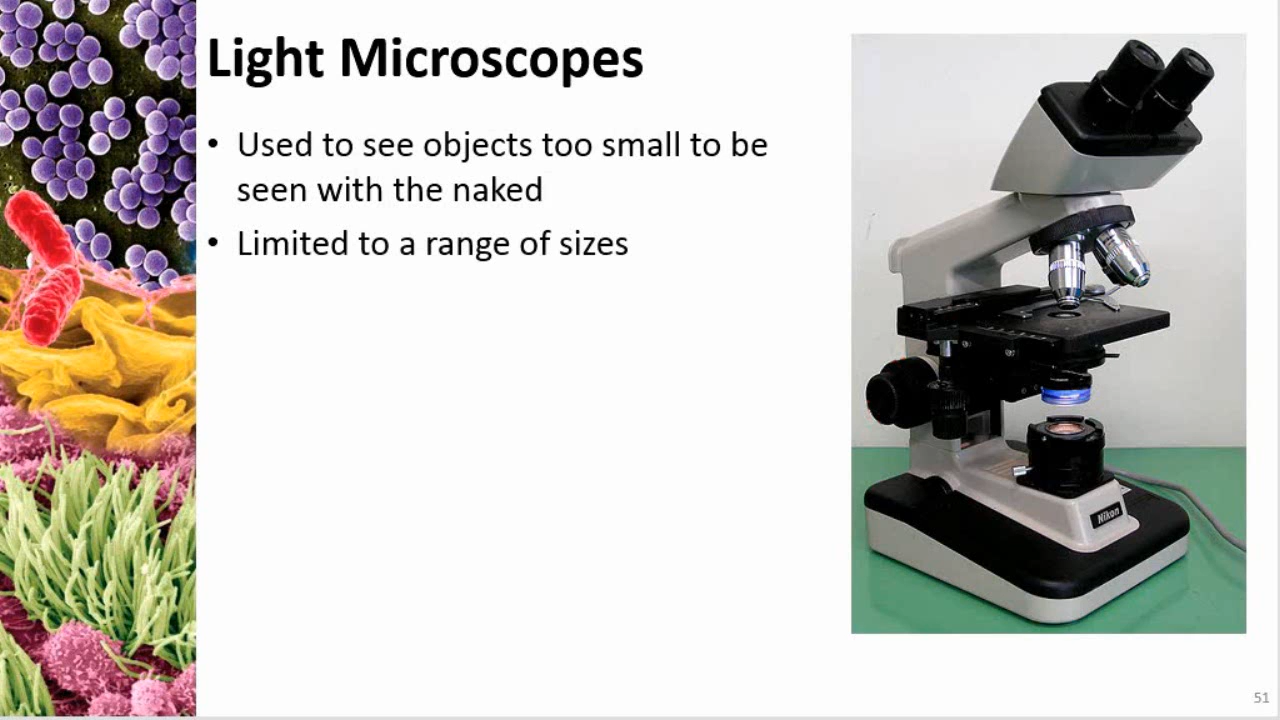 Light Microscopes
• Used to see objects too small to be
seen with the naked
• Limited to a range of sizes
Nikon
51